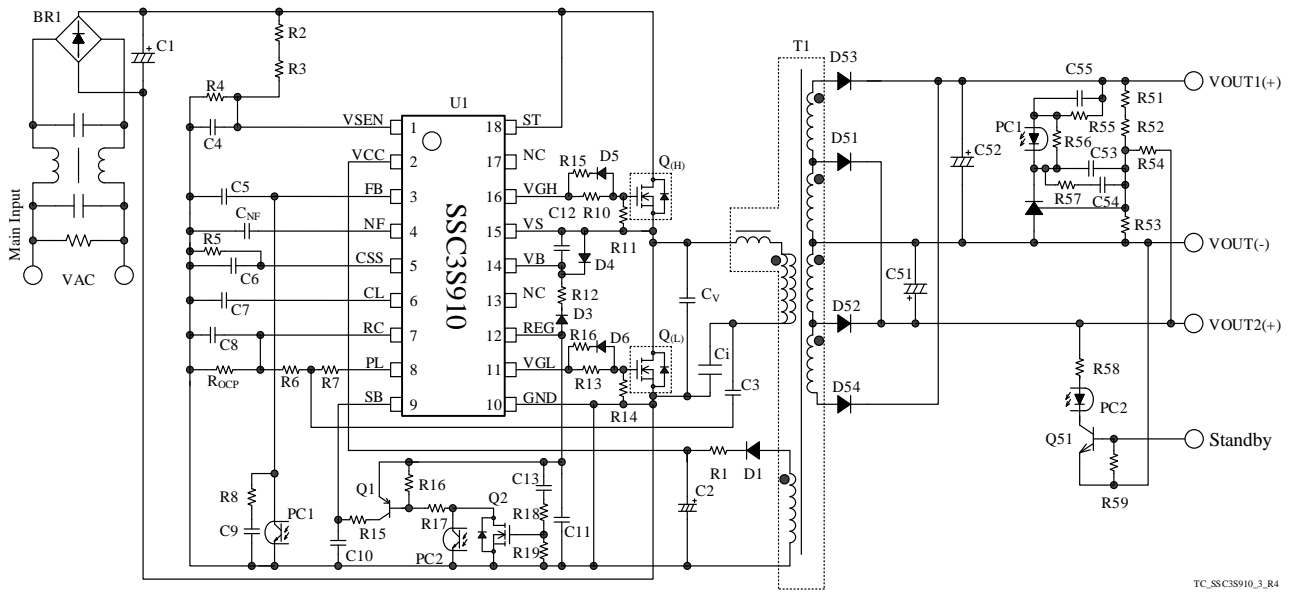 BR1
C1
R2
R3
R4
C4
U1
VSEN 1
VCC 2
FB 3
NF 4
CSS 5
CL 6
RC 7
PL 8
SB 9
SSC3S910
18 ST
17 NC
16 VGH
15 VS
14 VB
13 NC
12 REG
11 VGL
10 GND
C5
CNF
R5
C6
C7
C8
ROCP
R6
R7
R15
D5
Q(H)
R10
C12
R11
D4
R12
D3
R16
D6
Q(L)
R13
R14
CV
Ci
C3
T1
D53
D51
D52
D54
C52
C51
C55
PC1
R55
R56
C53
R57
C54
R51
R52
R54
R53
VOUT1(+)
VOUT(-)
VOUT2(+)
R58
PC2
Q51
R59
Standby
Main Input
VAC
R8
C9
PC1
Q1
R15
C10
R16
R17
PC2
Q2
C13
R18
R19
C11
C2
R1
D1
TC_SSC3S910_3_R4